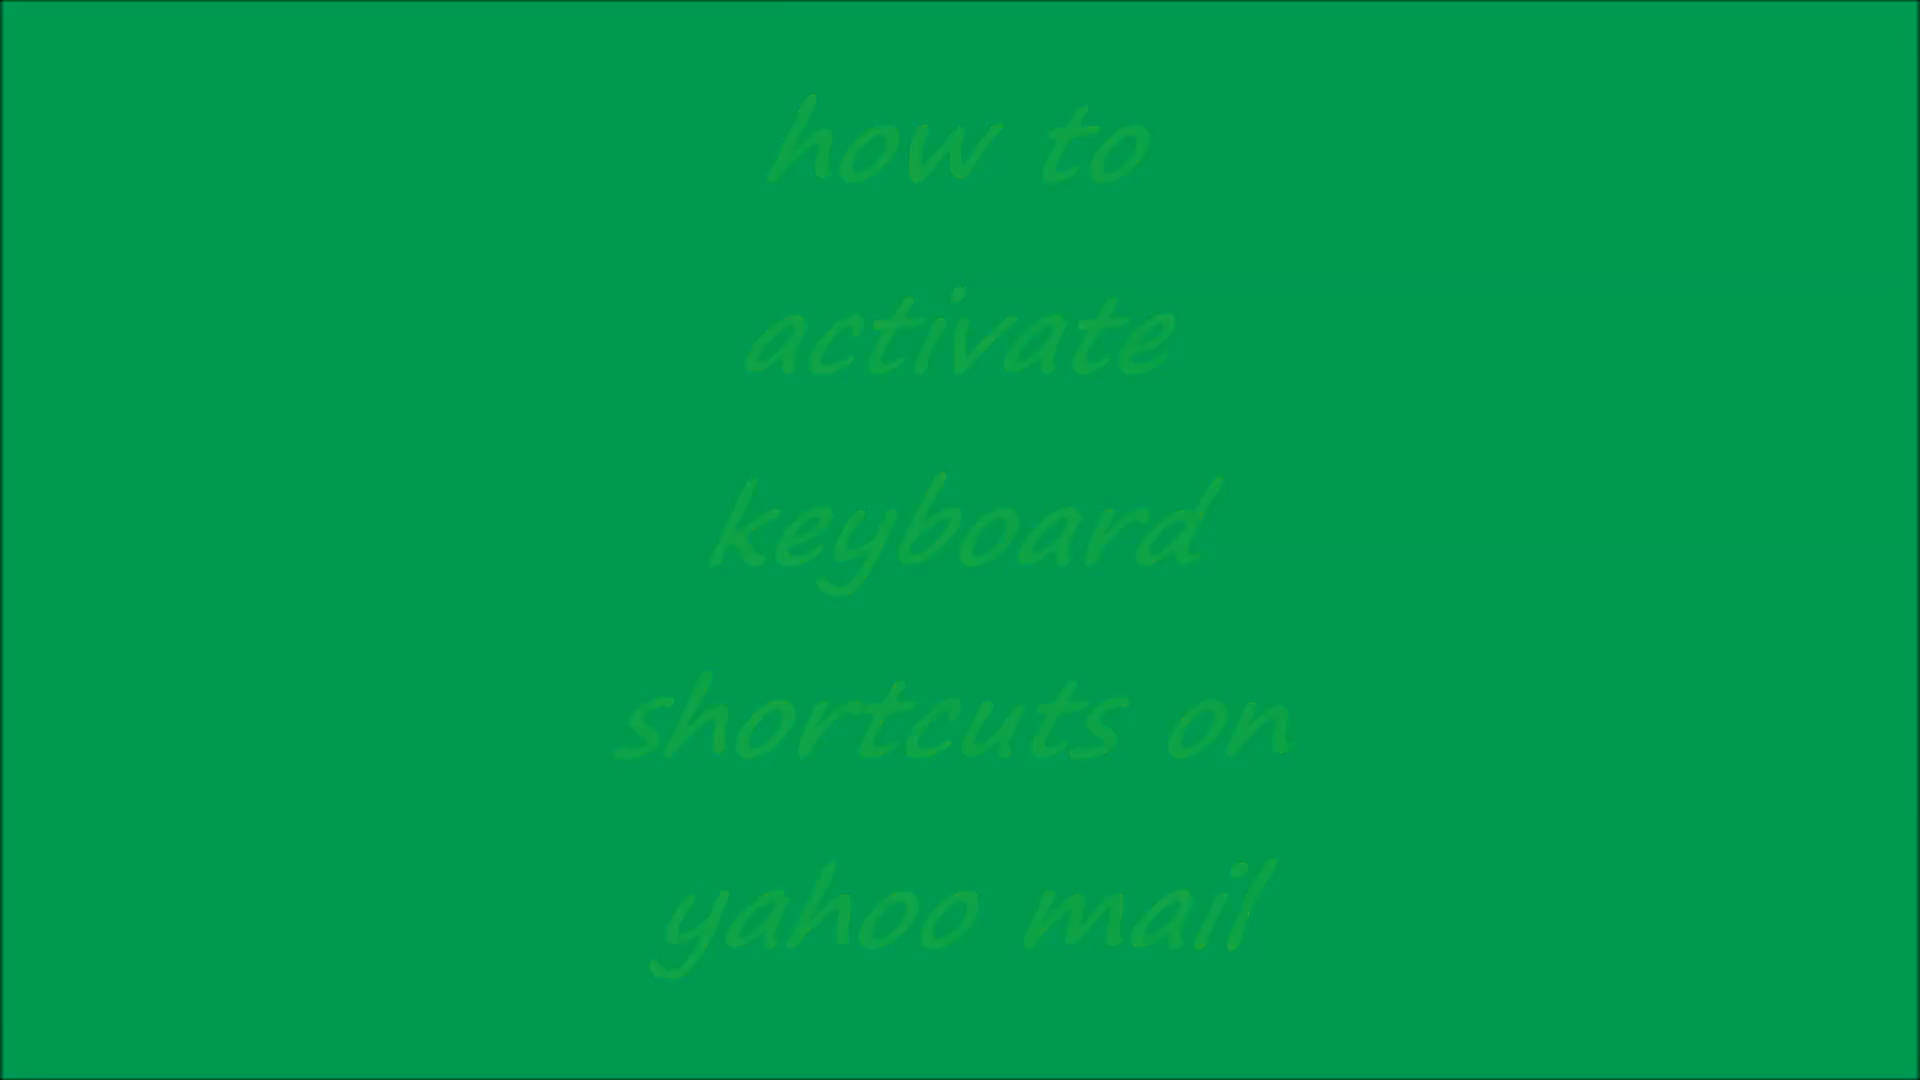 how to
activate
keyboard
shortcuts on
yahoo mail